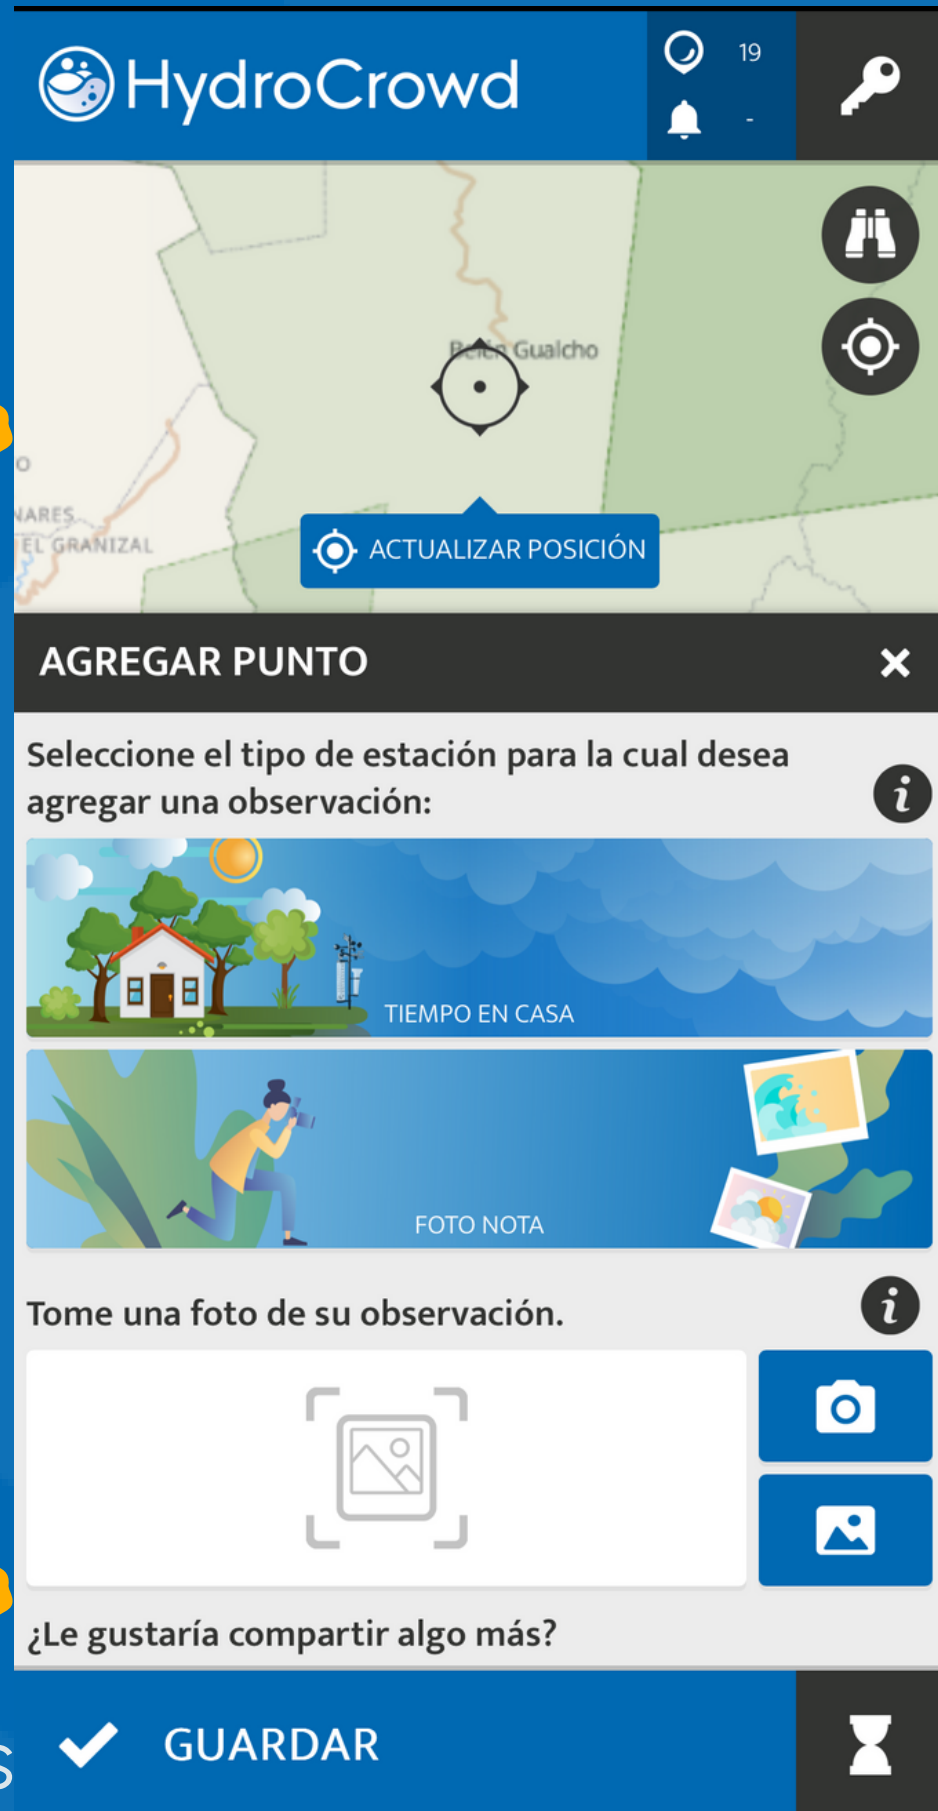 HydroCrowd
19
-
Belén Gualcho
O
NARES
EL GRANIZAL
ACTUALIZAR POSICIÓN
AGREGAR PUNTO
Seleccione el tipo de estación para la cual desea
agregar una observación:
TIEMPO EN CASA
FOTO NOTA
Tome una foto de su observación.
¿Le gustaría compartir algo más?
GUARDAR
S